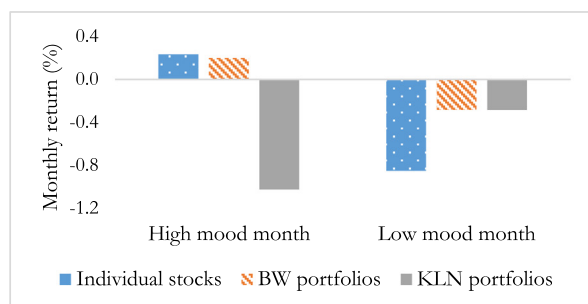 Monthly return (%)
0.4
0.0
-0.4
-0.8
-1.2
High mood month
Low mood month
Individual stocks
BW portfolios
KLN portfolios